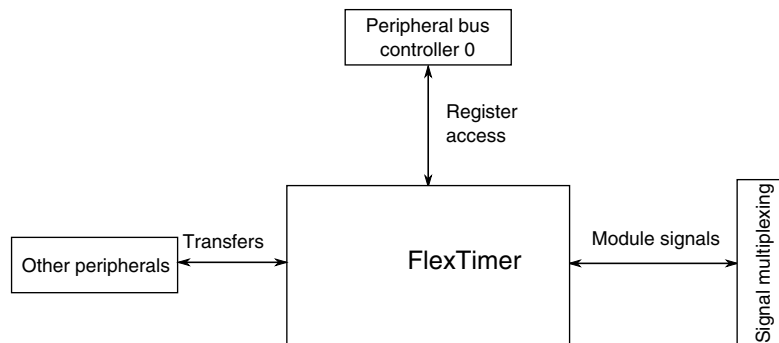 Peripheral bus
controller 0
Register
access
Transfers
Other peripherals
FlexTimer
Module signals
Signal multiplexing